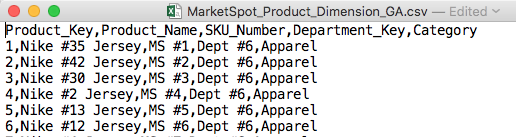 MarketSpot_Product_Dimension_GA.csv — Edited
Product_Key,Product_Name,SKU_Number,Department_Key,Category
1,Nike #35 Jersey,MS #1,Dept #6,Apparel
2,Nike #42 Jersey,MS #2,Dept #6,Apparel
3,Nike #30 Jersey,MS #3,Dept #6,Apparel
4,Nike #2 Jersey,MS #4,Dept #6,Apparel
5,Nike #13 Jersey,MS #5,Dept #6,Apparel
6,Nike #12 Jersey,MS #6,Dept #6,Apparel